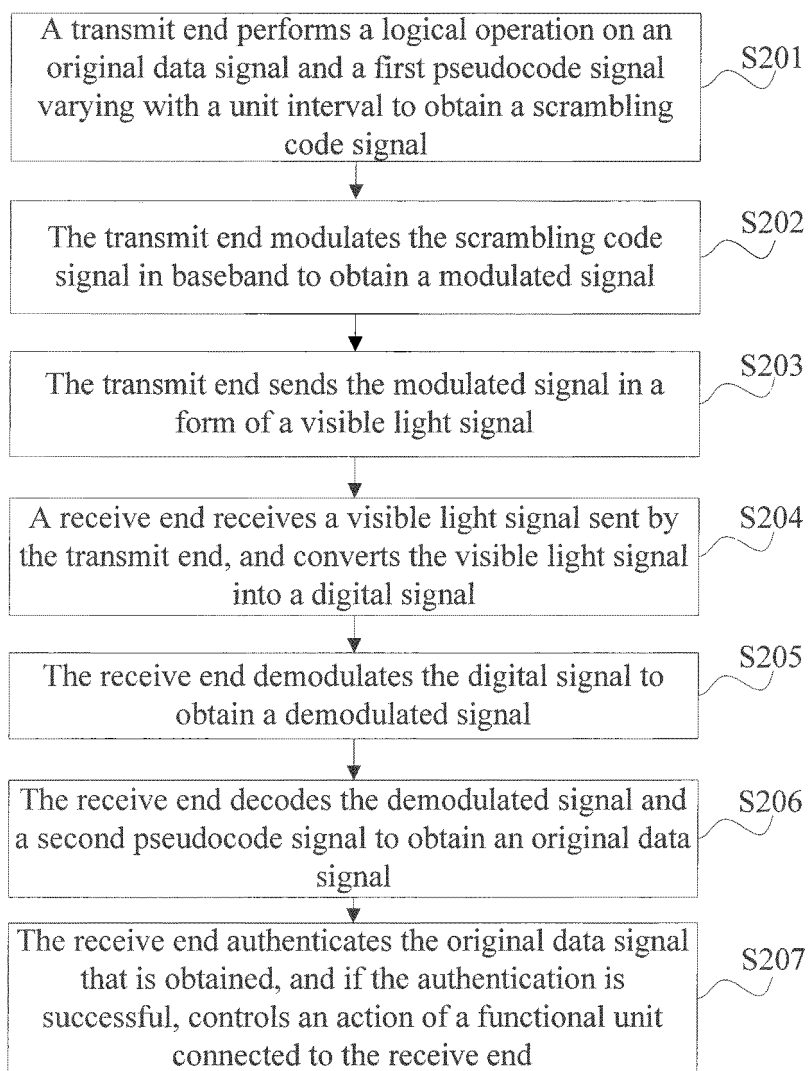 A transmit end performs a logical operation on an
original data signal and a first pseudocode signal
varying with a unit interval to obtain a scrambling
code signal
S201
The transmit end modulates the scrambling code
signal in baseband to obtain a modulated signal
S202
The transmit end sends the modulated signal in a
form of a visible light signal
S203
A receive end receives a visible light signal sent by
the transmit end, and converts the visible light signal
into a digital signal
S204
The receive end demodulates the digital signal to
obtain a demodulated signal
S205
The receive end decodes the demodulated signal and
a second pseudocode signal to obtain an original data
signal
S206
The receive end authenticates the original data signal
that is obtained, and if the authentication is
successful, controls an action of a functional unit
connected to the receive end
S207